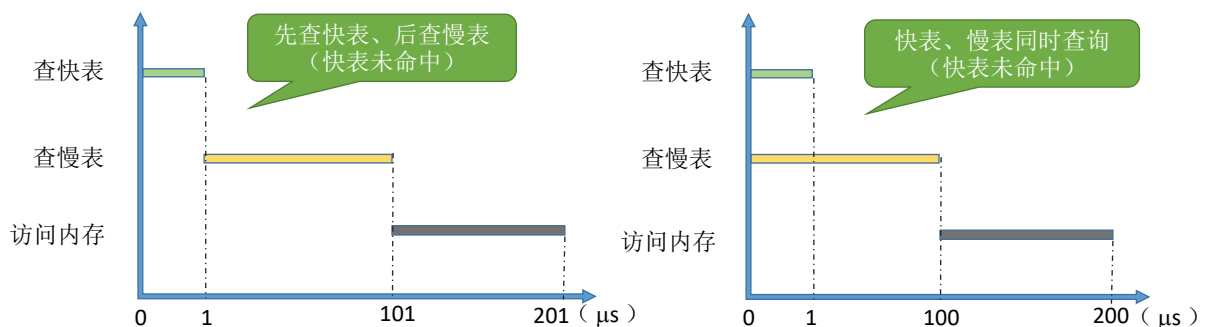 先查快表、后查慢表
（快表未命中）
查快表
查慢表
访问内存
0 1 101 201（ μs ）
快表、慢表同时查询
（快表未命中）
查快表
查慢表
访问内存
0 1 100 200（ μs ）